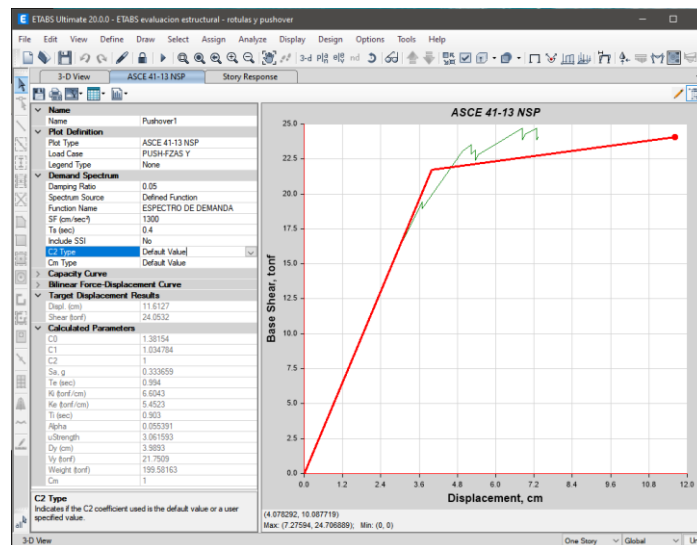 ETABS Ultimate 20.0.0 - ETABS evaluacion estructural - rotulas y pushover
File Edit View Define Draw Select Assign Analyze Display Design Options Tools Help
3-d
nd
3-D View ASCE 41-13 NSP Story Response
Name
Name Pushover1
Plot Definition
Plot Type ASCE 41-13 NSP
Load Case PUSH-FZAS Y
Legend Type None
Demand Spectrum
Damping Ratio 0.05
Spectrum Source Defined Function
Function Name ESPECTRO DE DEMANDA
SF (cm/sec²) 1300
Ts (sec) 0.4
Include SSI No
C2 Type Default Value
Cm Type Default Value
Capacity Curve
Bilinear Force-Displacement Curve
Target Displacement Results
Displ. (cm) 11.6127
Shear (tonf) 24.0532
Calculated Parameters
C0 1.38154
C1 1.034784
C2 1
Sa, g 0.333659
Te (sec) 0.994
Ki (tonf/cm) 6.6043
Ke (tonf/cm) 5.4523
Ti (sec) 0.903
Alpha 0.055391
uStrength 3.061593
Dy (cm) 3.9893
Vy (tonf) 21.7509
Weight (tonf) 199.58163
Cm 1
C2 Type
Indicates if the C2 coefficient used is the default value or a user specified value.
ASCE 41-13 NSP
25.0
22.5
20.0
17.5
15.0
12.5
10.0
7.5
5.0
2.5
0.0
Base Shear, tonf
0.0 1.2 2.4 3.6 4.8 6.0 7.2 8.4 9.6 10.8 12.0
Displacement, cm
(4.078292, 10.087719)
Max: (7.27594, 24.706889); Min: (0, 0)
3-D View One Story Global